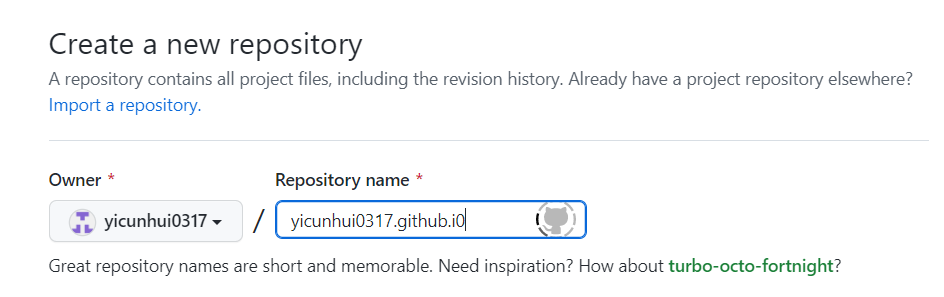 Create a new repository
A repository contains all project files, including the revision history. Already have a project repository elsewhere?
Import a repository.
Owner * Repository name *
yicunhui0317 / yicunhui0317.github.i0
Great repository names are short and memorable. Need inspiration? How about turbo-octo-fortnight?